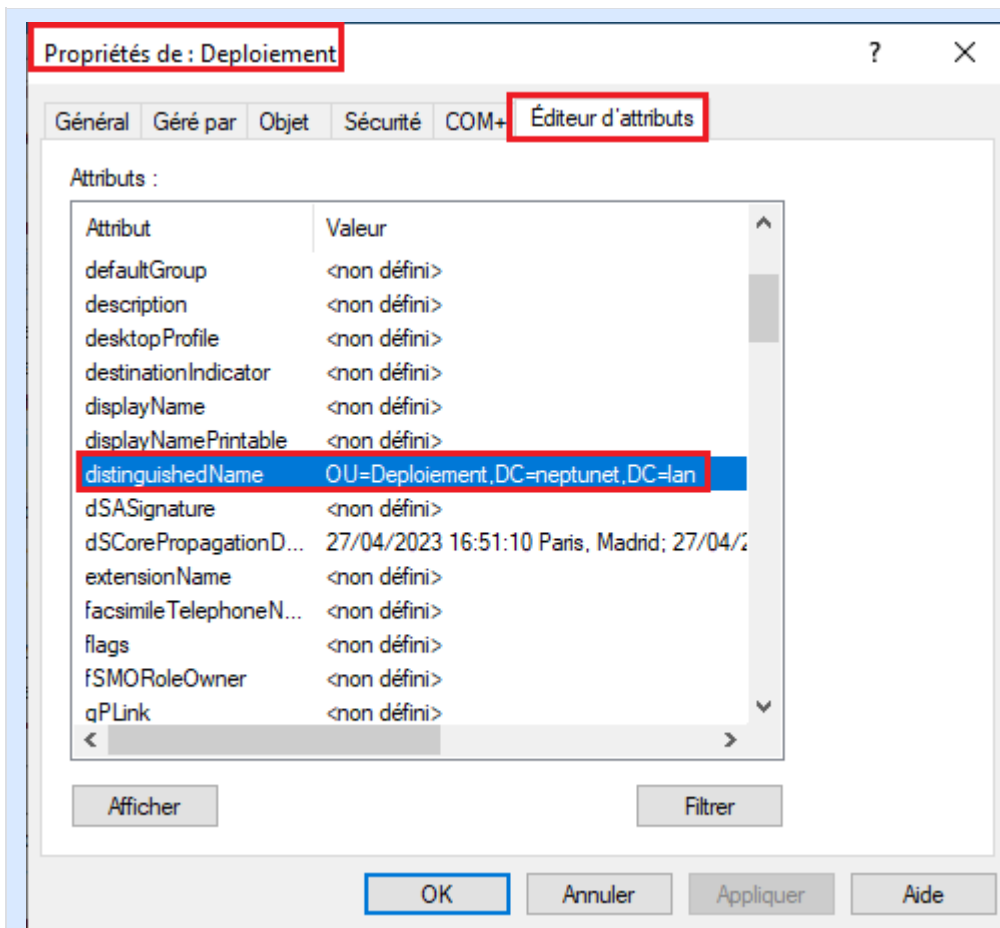 Propriétés de : Deploiement ? ×
Général Géré par Objet Sécurité COM+ Éditeur d'attributs
Attributs :
Attribut Valeur
defaultGroup <non défini>
description <non défini>
desktopProfile <non défini>
destinationIndicator <non défini>
displayName <non défini>
displayNamePrintable <non défini>
distinguishedName OU=Deploiement,DC=neptunet,DC=lan
dSASignature <non défini>
dSCorePropagationD... 27/04/2023 16:51:10 Paris, Madrid; 27/04/2
extensionName <non défini>
facsimileTelephoneN... <non défini>
flags <non défini>
fSMORoleOwner <non défini>
gPLink <non défini>
Afficher Filtrer
OK Annuler Appliquer Aide